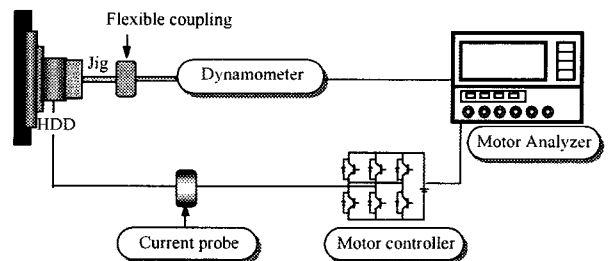 Flexible coupling
Jig
Dynamometer
HDD
Motor Analyzer
Current probe
Motor controller